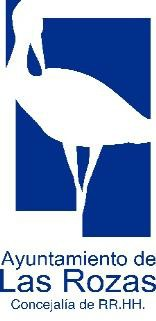 Ayuntamiento de
Las Rozas
Concejalía de RR.HH.